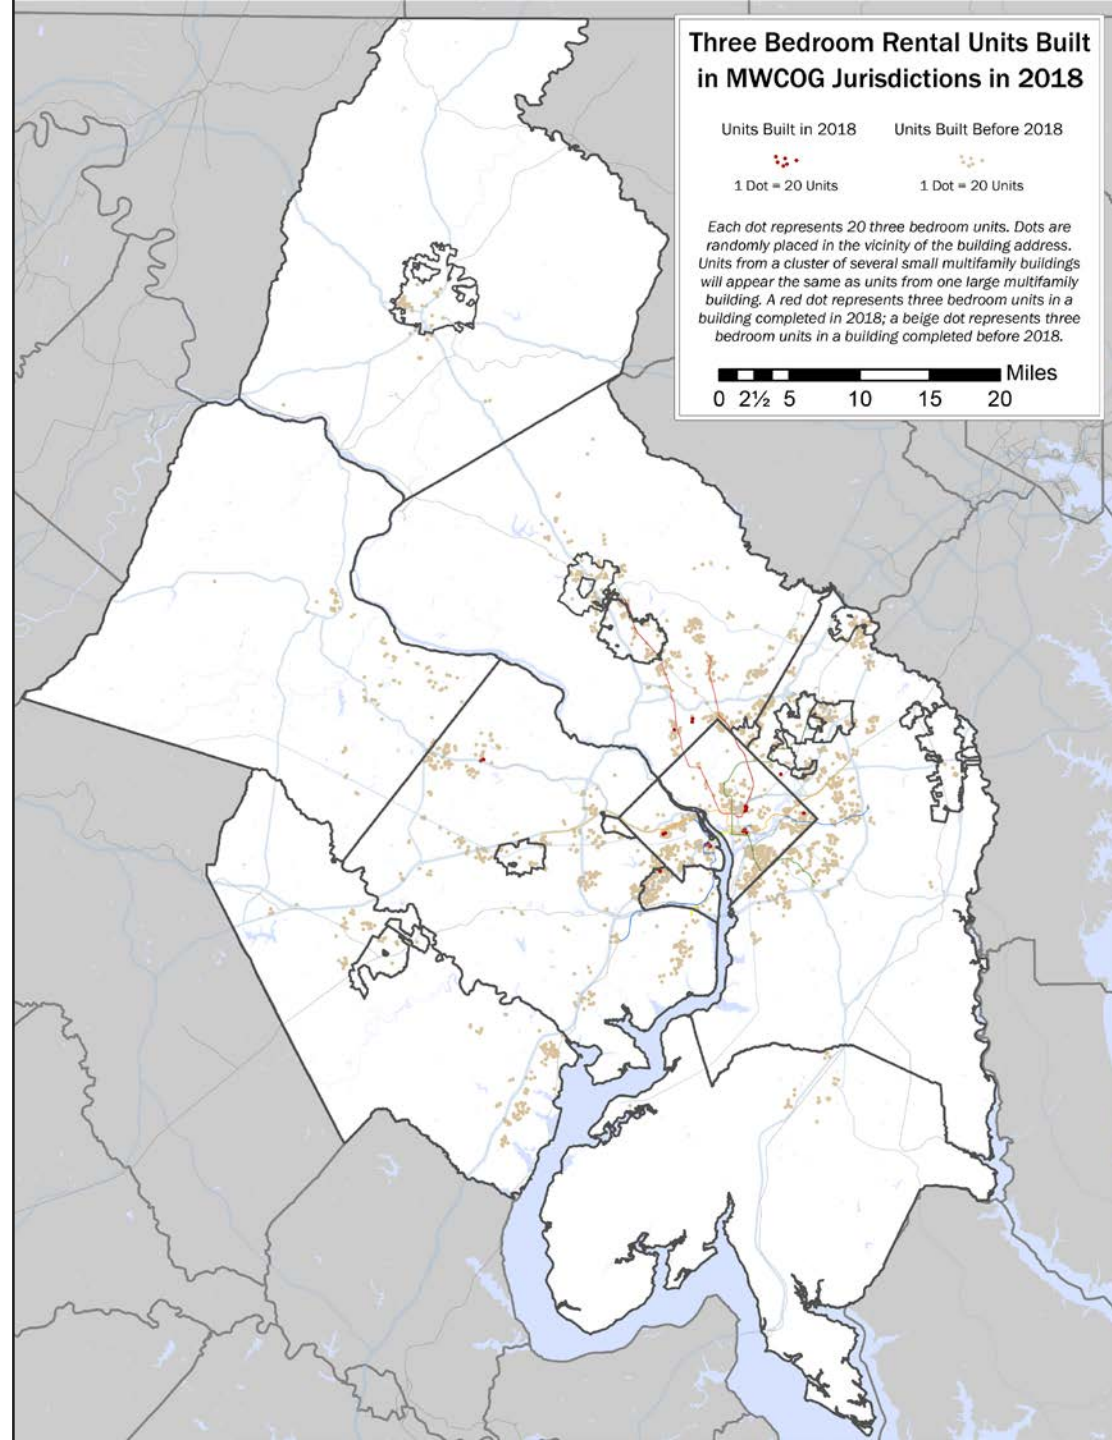 Three Bedroom Rental Units Built
in MWCOG Jurisdictions in 2018
Units Built in 2018 Units Built Before 2018
1 Dot = 20 Units 1 Dot = 20 Units
Each dot represents 20 three bedroom units. Dots are
randomly placed in the vicinity of the building address.
Units from a cluster of several small multifamily buildings
will appear the same as units from one large multifamily
building. A red dot represents three bedroom units in a
building completed in 2018; a beige dot represents three
bedroom units in a building completed before 2018.
Miles
0 2½ 5 10 15 20